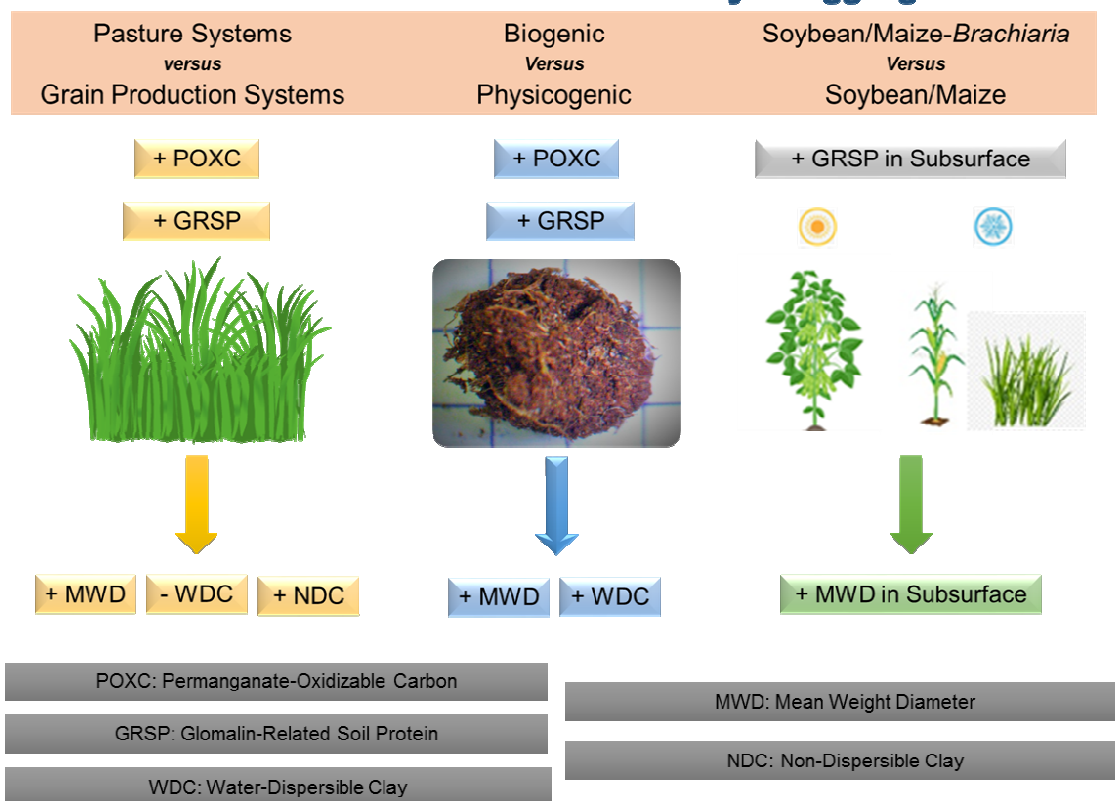 Pasture Systems
versus
Grain Production Systems
Biogenic
Versus
Physicogenic
Soybean/Maize-Brachiaria
Versus
Soybean/Maize
+ POXC
+ GRSP
+ POXC
+ GRSP
+ GRSP in Subsurface
+ MWD
- WDC
+ NDC
+ MWD
+ WDC
+ MWD in Subsurface
POXC: Permanganate-Oxidizable Carbon
GRSP: Glomalin-Related Soil Protein
WDC: Water-Dispersible Clay
MWD: Mean Weight Diameter
NDC: Non-Dispersible Clay